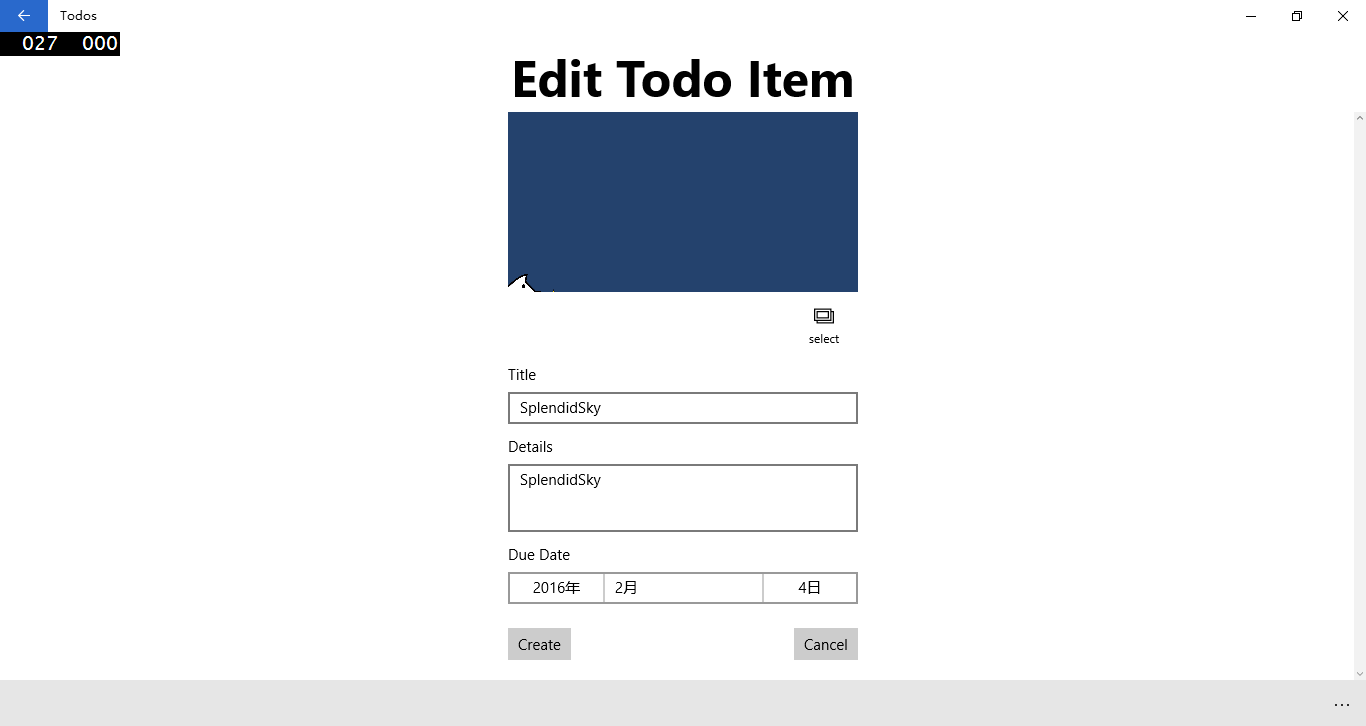 Todos
027 000
Edit Todo Item
select
Title
SplendidSky
Details
SplendidSky
Due Date
2016年 2月 4日
Create Cancel